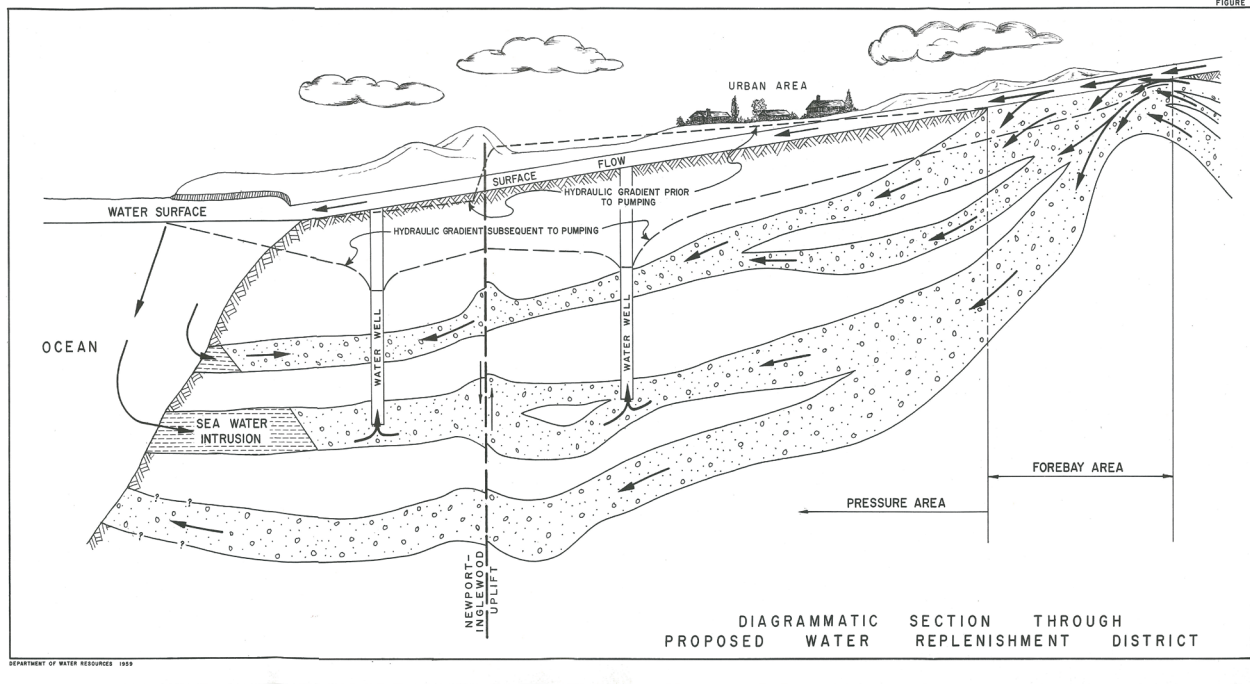 FIGURE
URBAN AREA
FLOW
SURFACE
WATER SURFACE
HYDRAULIC GRADIENT PRIOR
TO PUMPING
HYDRAULIC GRADIENT SUBSEQUENT TO PUMPING
OCEAN
WATER WELL
WATER WELL
SEA WATER
INTRUSION
? ?
? ?
FOREBAY AREA
PRESSURE AREA
NEWPORT-
INGLEWOOD
UPLIFT
DIAGRAMMATIC SECTION THROUGH
PROPOSED WATER REPLENISHMENT DISTRICT
DEPARTMENT OF WATER RESOURCES 1959